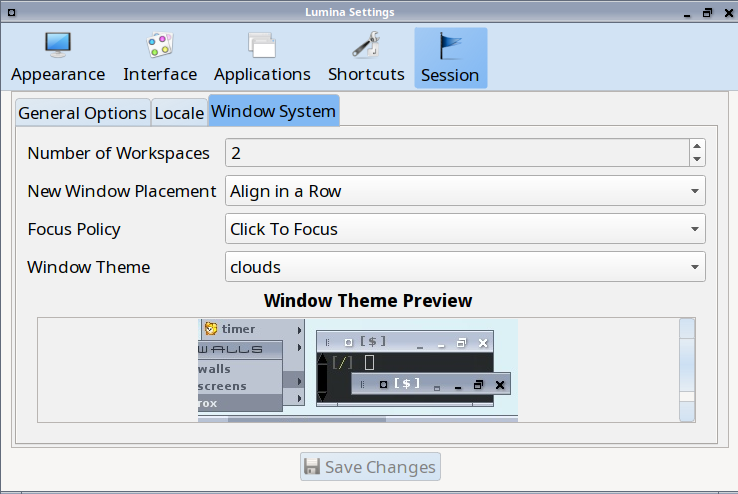 Lumina Settings
Appearance Interface Applications Shortcuts Session
General Options Locale Window System
Number of Workspaces 2
New Window Placement Align in a Row
Focus Policy Click To Focus
Window Theme clouds
Window Theme Preview
timer
WALLS
walls
screens
rox
[$]
[/]
[$]
Save Changes